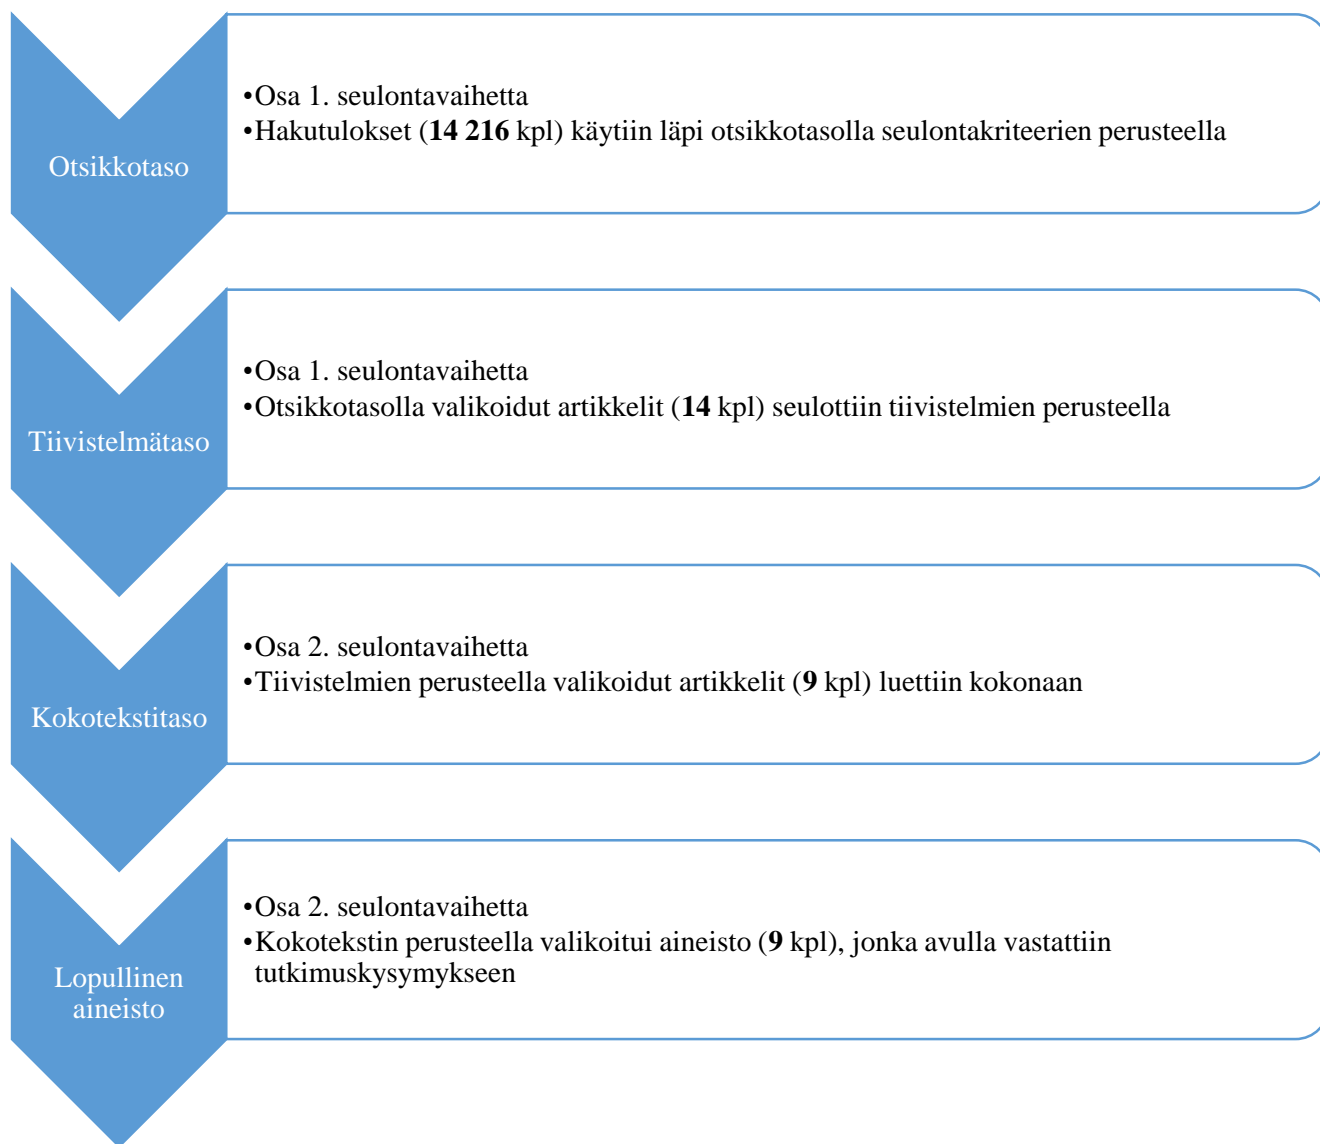 Otsikkotaso
•Osa 1. seulontavaihetta
•Hakutulokset (14 216 kpl) käytiin läpi otsikkotasolla seulontakriteerien perusteella
Tiivistelmätaso
•Osa 1. seulontavaihetta
•Otsikkotasolla valikoidut artikkelit (14 kpl) seulottiin tiivistelmien perusteella
Kokotekstitaso
•Osa 2. seulontavaihetta
•Tiivistelmien perusteella valikoidut artikkelit (9 kpl) luettiin kokonaan
Lopullinen
aineisto
•Osa 2. seulontavaihetta
•Kokotekstin perusteella valikoitui aineisto (9 kpl), jonka avulla vastattiin
tutkimuskysymykseen